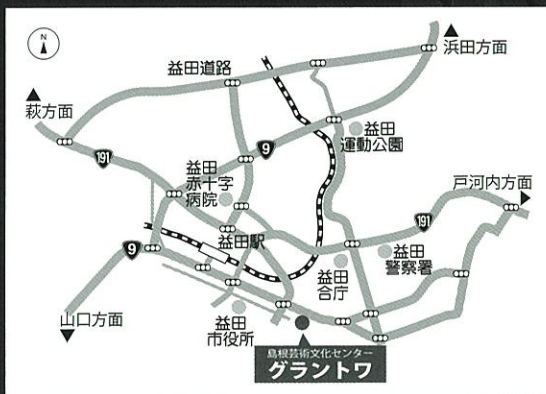 N
浜田方面
益田道路
萩方面
191
9
益田
運動公園
益田
赤十字
病院
戸河内方面
191
益田駅
9
益田
警察署
益田
合庁
山口方面
益田
市役所
島根芸術文化センター
グラントワ